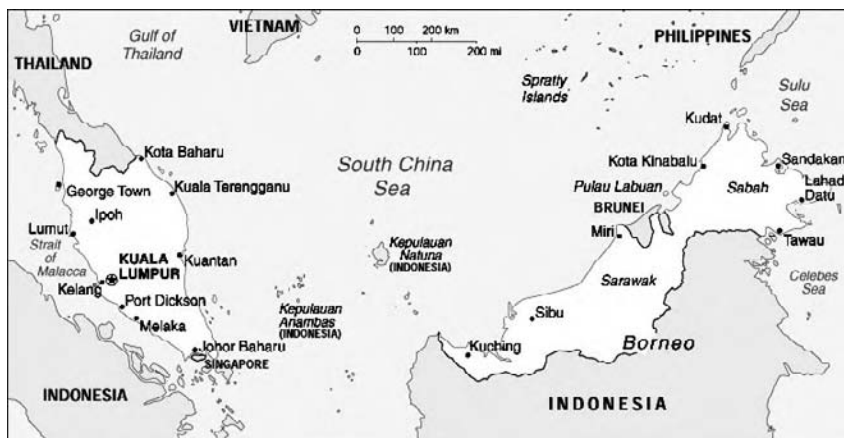 Gulf of
Thailand
VIETNAM
0 100 200 km
0 100 200 mi
PHILIPPINES
THAILAND
Spratly
Islands
Sulu
Sea
Kudat
Kota Baharu
South China
Sea
Kota Kinabalu
Sandakan
George Town
Kuala Terengganu
Pulau Labuan
Sabah
Lahad
Datu
Ipoh
BRUNEI
Lumut
Miri
Tawau
Strait
of Malacca
KUALA
LUMPUR
Kuantan
Kepulauan
Natuna
(INDONESIA)
Celebes
Sea
Kelang
Sarawak
Port Dickson
Kepulauan
Anambas
(INDONESIA)
Melaka
Sibu
Johor Baharu
SINGAPORE
Kuching
Borneo
INDONESIA
INDONESIA